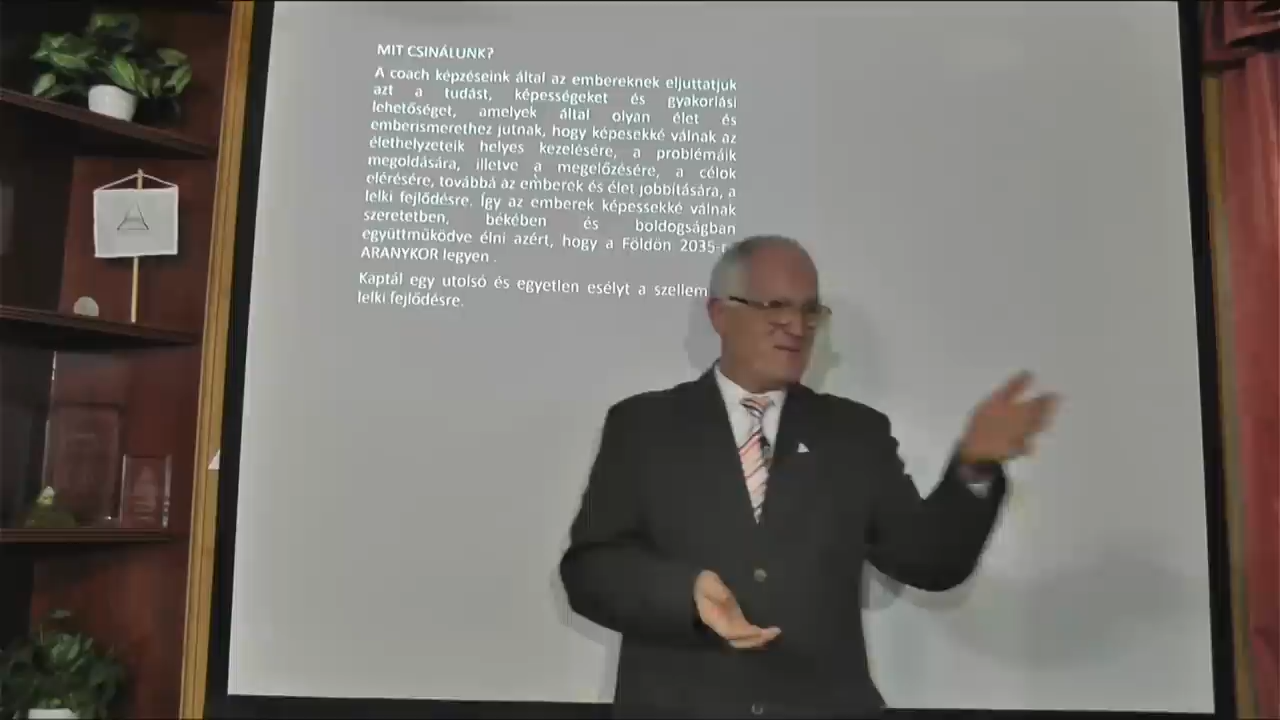 MIT CSINÁLUNK?
A coach képzéseink által az embereknek eljuttatjuk
azt a tudást, képességeket és gyakorlási
lehetőséget, amelyek által olyan élet és
emberismerethez jutnak, hogy képesekké válnak az
élethelyzeteik helyes kezelésére, a problémáik
megoldására, illetve a megelőzésére, a célok
elérésére, továbbá az emberek és élet jobbítására, a
lelki fejlődésre. Így az emberek képessekké válnak
szeretetben, békében és boldogságban
együttműködve élni azért, hogy a Földön 2035-r
ARANYKOR legyen .
Kaptál egy utolsó és egyetlen esélyt a szellem
lelki fejlődésre.